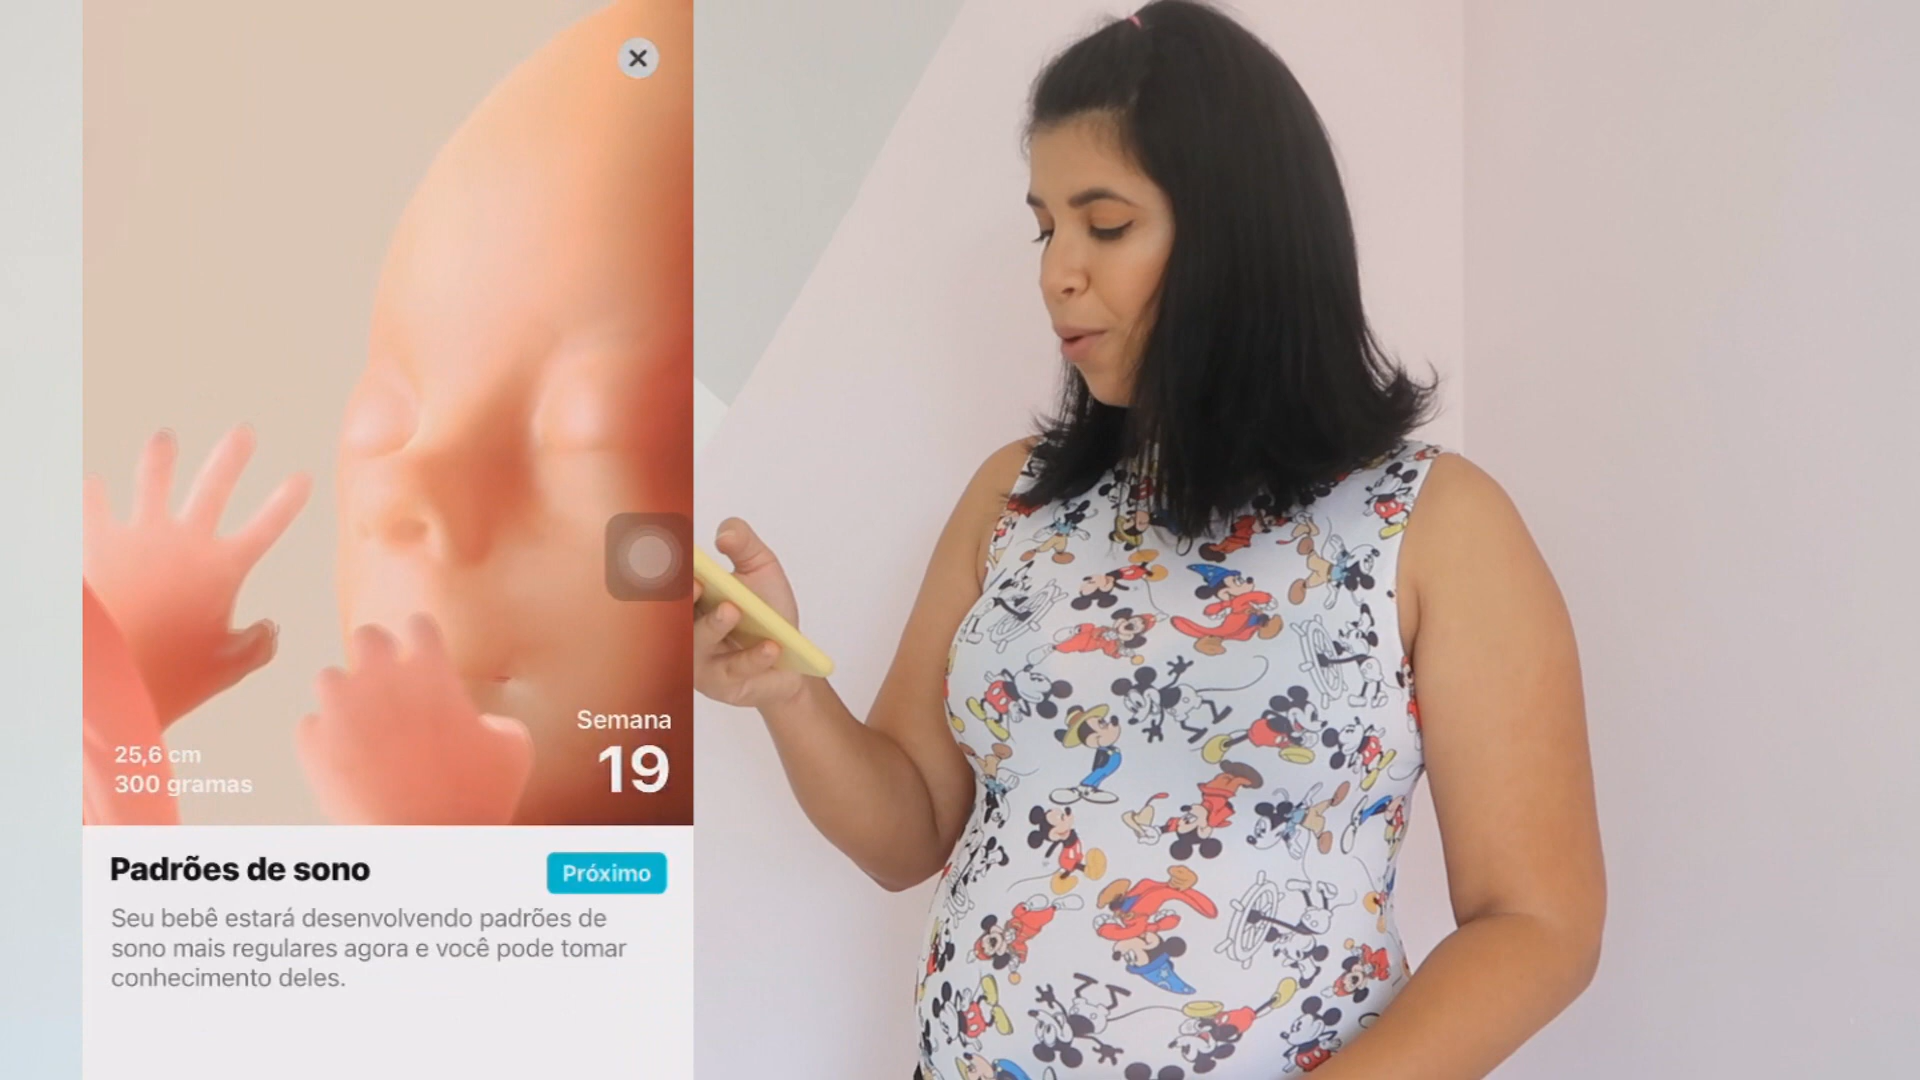 25,6 cm
300 gramas
Semana
19
Padrões de sono
Próximo
Seu bebê estará desenvolvendo padrões de
sono mais regulares agora e você pode tomar
conhecimento deles.